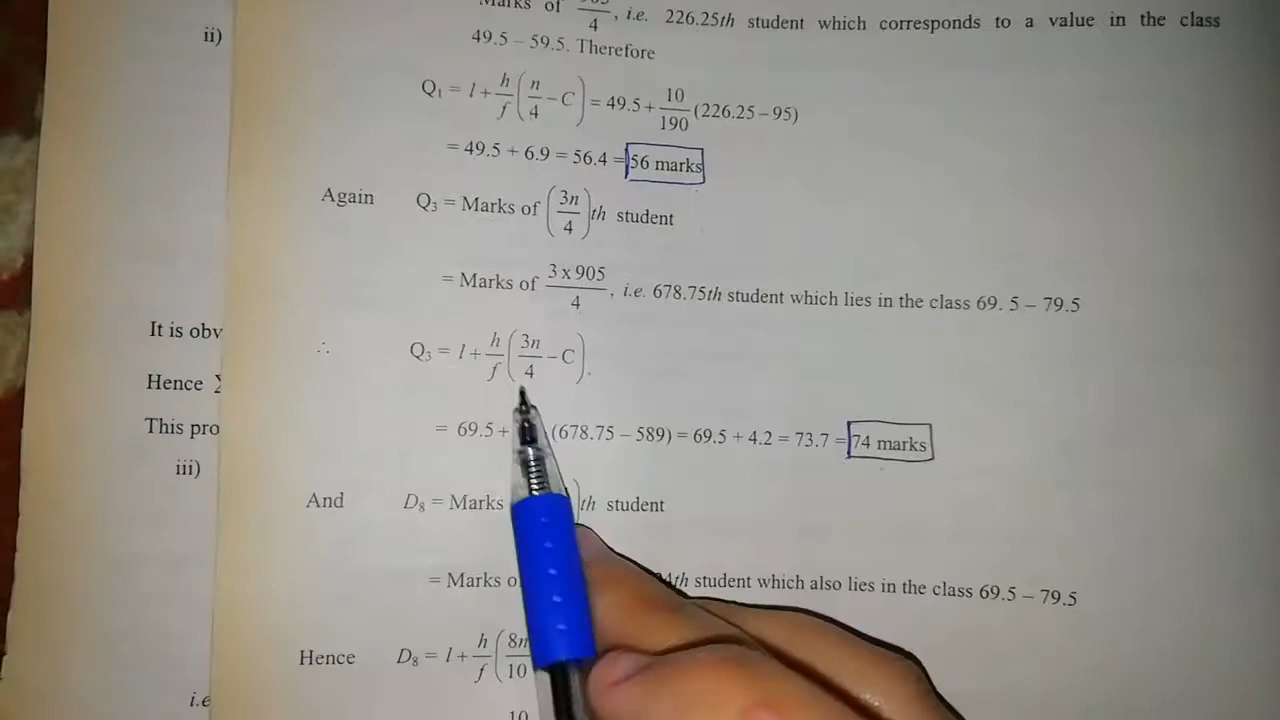 ii)
Marks of 905/4, i.e. 226.25th student which corresponds to a value in the class
49.5 – 59.5. Therefore
Q₁ = l + h/f (n/4 – C) = 49.5 + 10/190 (226.25 – 95)
= 49.5 + 6.9 = 56.4 = 56 marks
Again Q₃ = Marks of (3n/4)th student
= Marks of 3 x 905/4, i.e. 678.75th student which lies in the class 69. 5 – 79.5
It is obv
∴ Q₃ = l + h/f (3n/4 – C).
Hence Σ
This pro
= 69.5 + (678.75 – 589) = 69.5 + 4.2 = 73.7 = 74 marks
iii)
And D₈ = Marks )th student
= Marks o 4th student which also lies in the class 69.5 – 79.5
Hence D₈ = l + h/f (8n/10
i.e
10